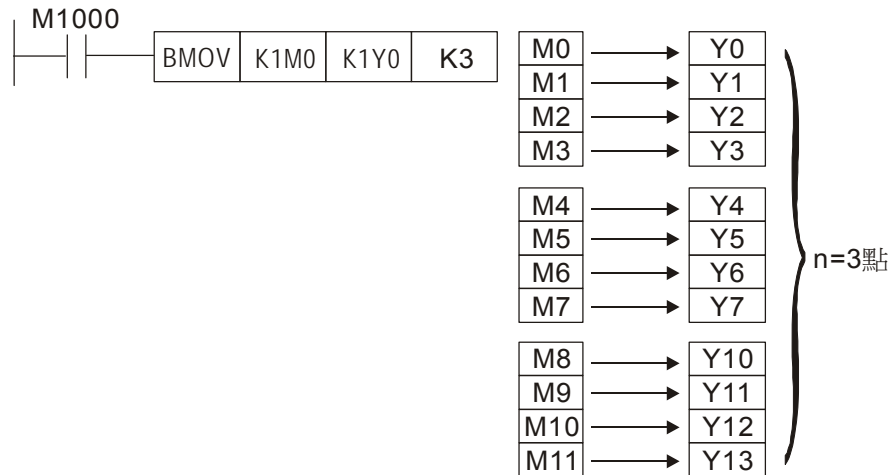 M1000
BMOV K1M0 K1Y0 K3
M0 Y0
M1 Y1
M2 Y2
M3 Y3
M4 Y4
M5 Y5
M6 Y6
M7 Y7
M8 Y10
M9 Y11
M10 Y12
M11 Y13
n=3點